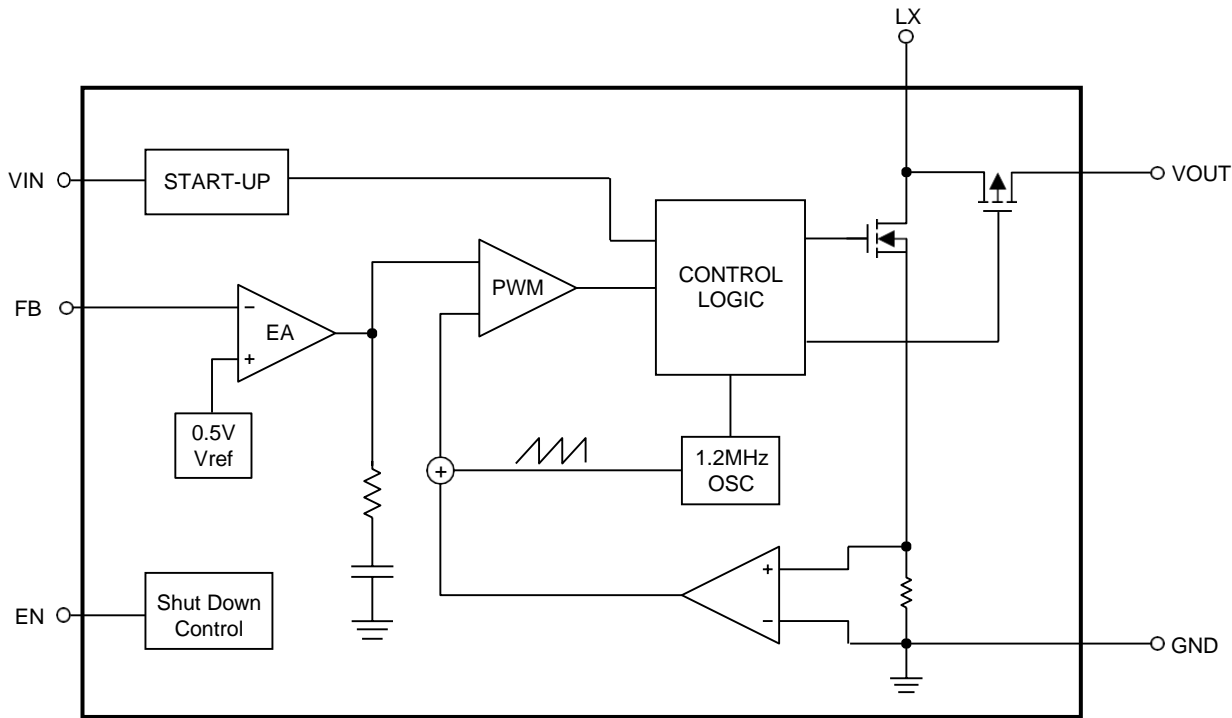 LX
VIN
START-UP
VOUT
CONTROL
LOGIC
PWM
FB
−
EA
+
0.5V
Vref
+
1.2MHz
OSC
+
−
EN
Shut Down
Control
GND